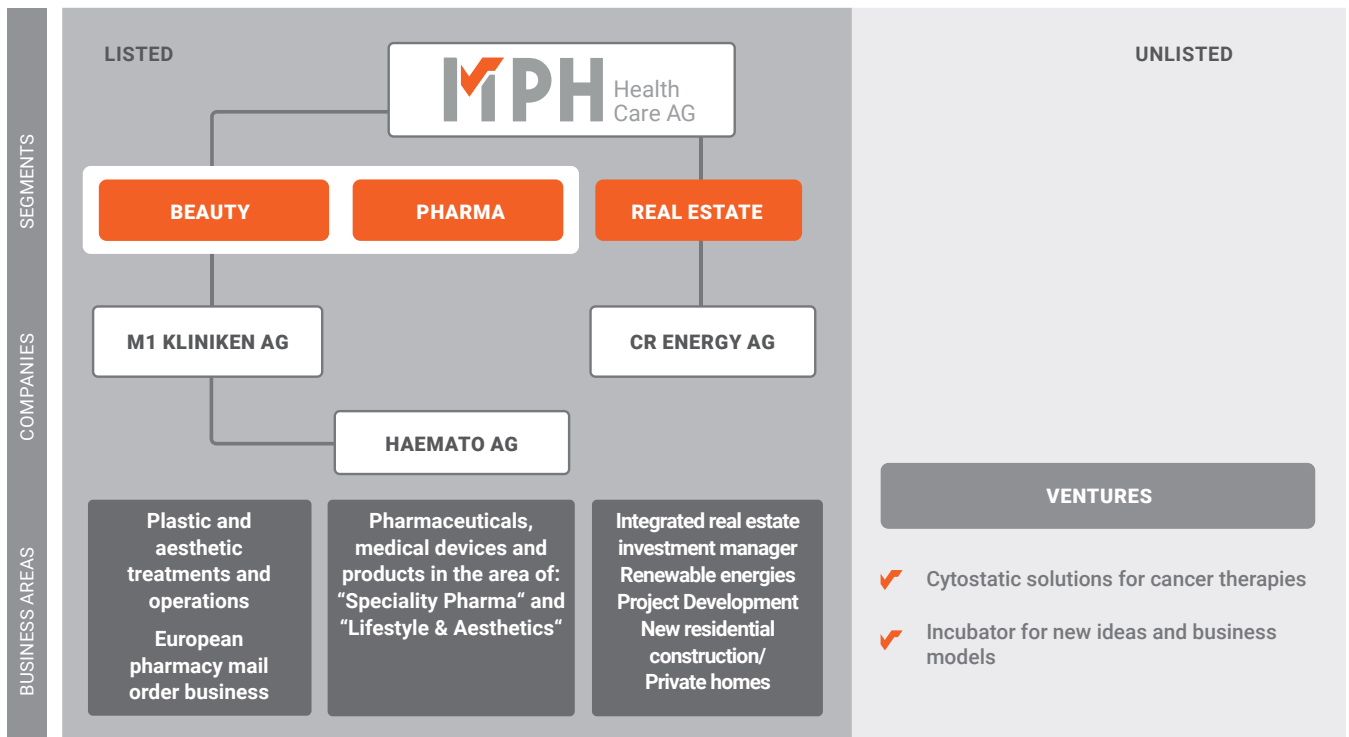 LISTED
UNLISTED
MPH Health
Care AG
SEGMENTS
BEAUTY
PHARMA
REAL ESTATE
COMPANIES
M1 KLINIKEN AG
CR ENERGY AG
HAEMATO AG
BUSINESS AREAS
Plastic and
aesthetic
treatments and
operations
European
pharmacy mail
order business
Pharmaceuticals,
medical devices and
products in the area of:
“Speciality Pharma“ and
“Lifestyle & Aesthetics“
Integrated real estate
investment manager
Renewable energies
Project Development
New residential
construction/
Private homes
VENTURES
Cytostatic solutions for cancer therapies
Incubator for new ideas and business
models